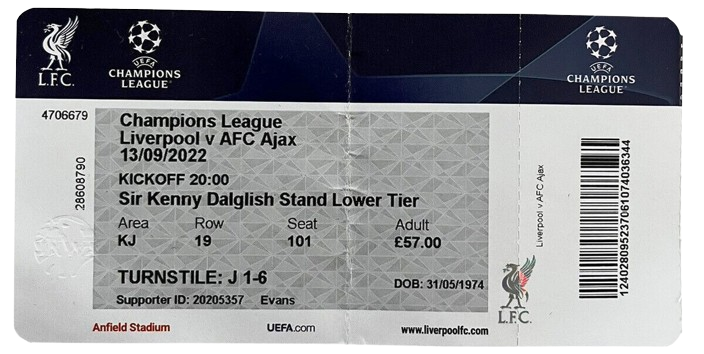 L.F.C.
UEFA
CHAMPIONS
LEAGUE
UEFA
CHAMPIONS
LEAGUE
4706679
28608790
Champions League
Liverpool v AFC Ajax
13/09/2022
KICKOFF 20:00
Sir Kenny Dalglish Stand Lower Tier
Area Row Seat Adult
KJ 19 101 £57.00
TURNSTILE: J 1-6
DOB: 31/05/1974
Supporter ID: 20205357 Evans
Anfield Stadium UEFA.com www.liverpoolfc.com
Liverpool v AFC Ajax
L.F.C.
124028095237061074036344